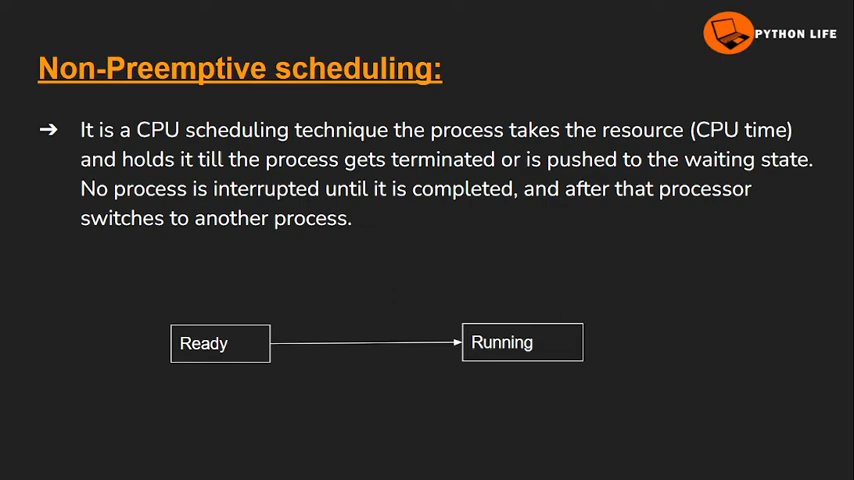 PYTHON LIFE
Non-Preemptive scheduling:
➔ It is a CPU scheduling technique the process takes the resource (CPU time)
and holds it till the process gets terminated or is pushed to the waiting state.
No process is interrupted until it is completed, and after that processor
switches to another process.
Ready
Running